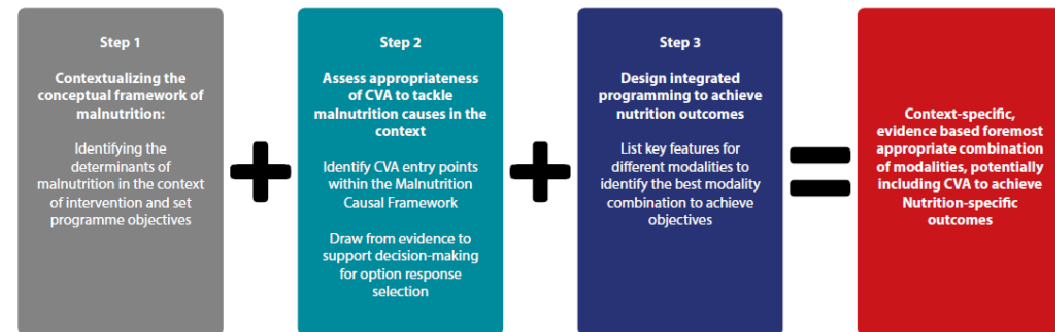 Step 1
Contextualizing the
conceptual framework of
malnutrition:
Identifying the
determinants of
malnutrition in the context
of intervention and set
programme objectives
+
Step 2
Assess appropriateness
of CVA to tackle
malnutrition causes in the
context
Identify CVA entry points
within the Malnutrition
Causal Framework
Draw from evidence to
support decision-making
for option response
selection
+
Step 3
Design integrated
programming to achieve
nutrition outcomes
List key features for
different modalities to
identify the best modality
combination to achieve
objectives
=
Context-specific,
evidence based foremost
appropriate combination
of modalities, potentially
including CVA to achieve
Nutrition-specific
outcomes